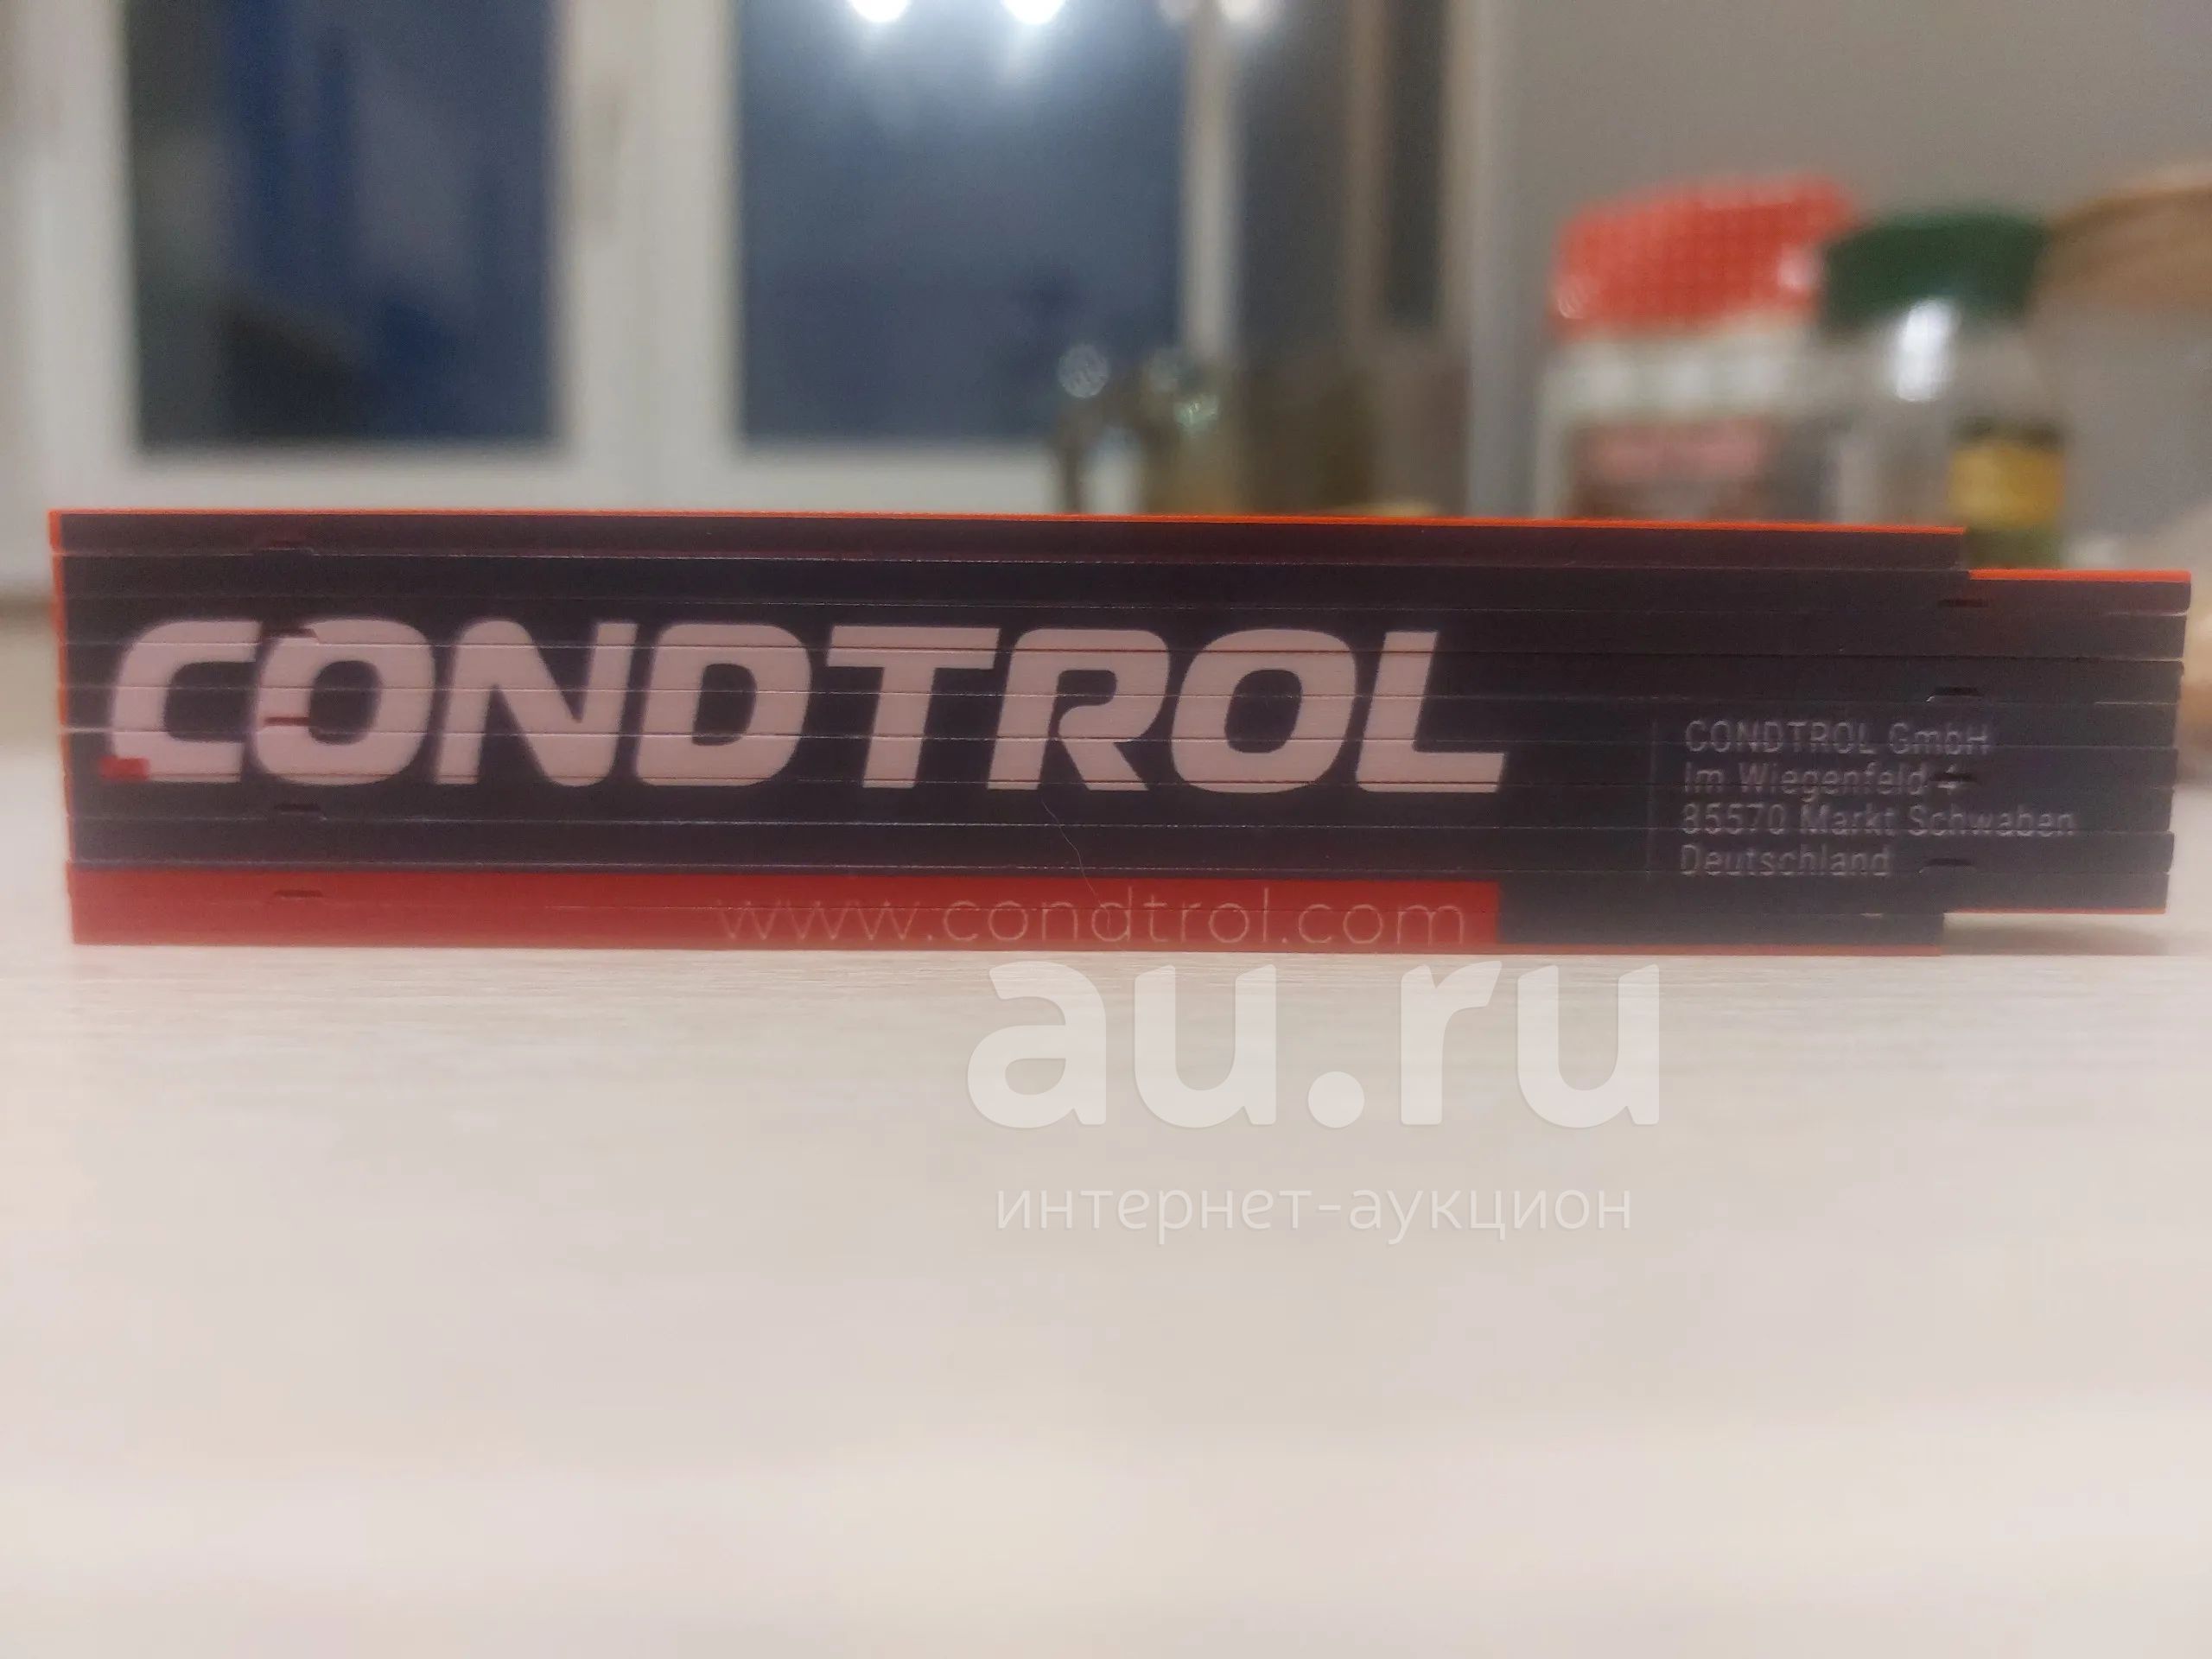 CONDTROL
CONDTROL GmbH
Im Wiegenfeld 4
85570 Markt Schwaben
Deutschland
www.condtrol.com
au.ru
интернет-аукцион